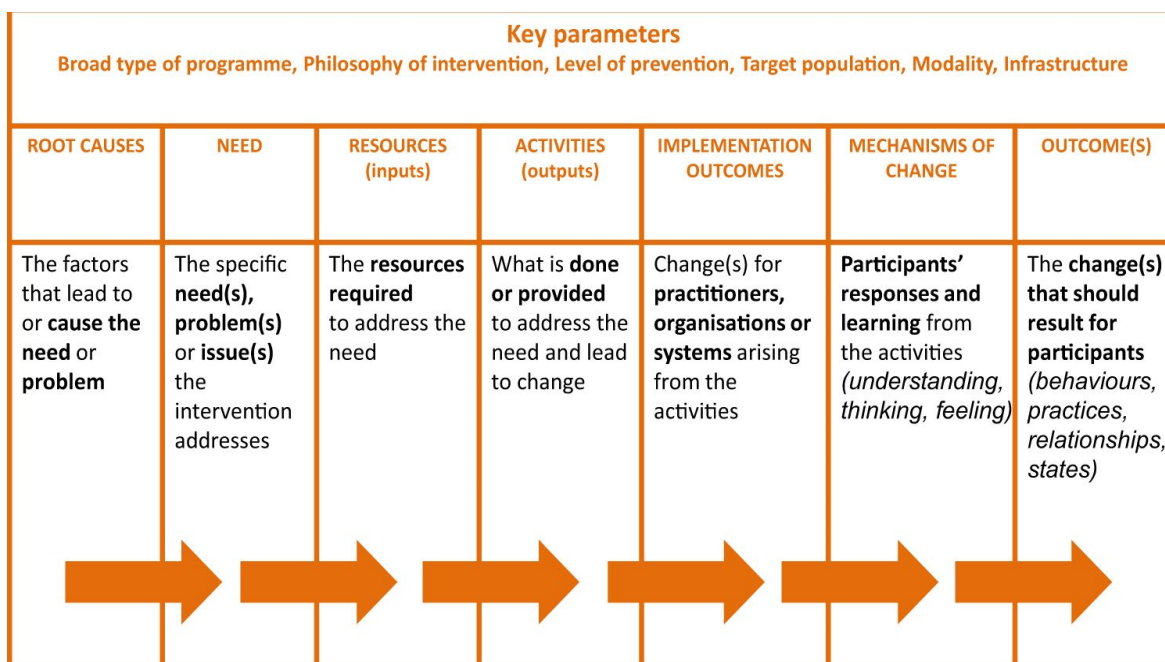 Key parameters
Broad type of programme, Philosophy of intervention, Level of prevention, Target population, Modality, Infrastructure
ROOT CAUSES
NEED
RESOURCES
(inputs)
ACTIVITIES
(outputs)
IMPLEMENTATION
OUTCOMES
MECHANISMS OF
CHANGE
OUTCOME(S)
The factors
that lead to
or cause the
need or
problem
The specific
need(s),
problem(s)
or issue(s)
the
intervention
addresses
The resources
required
to address the
need
What is done
or provided
to address the
need and lead
to change
Change(s) for
practitioners,
organisations or
systems arising
from the
activities
Participants’
responses and
learning from
the activities
(understanding,
thinking, feeling)
The change(s)
that should
result for
participants
(behaviours,
practices,
relationships,
states)